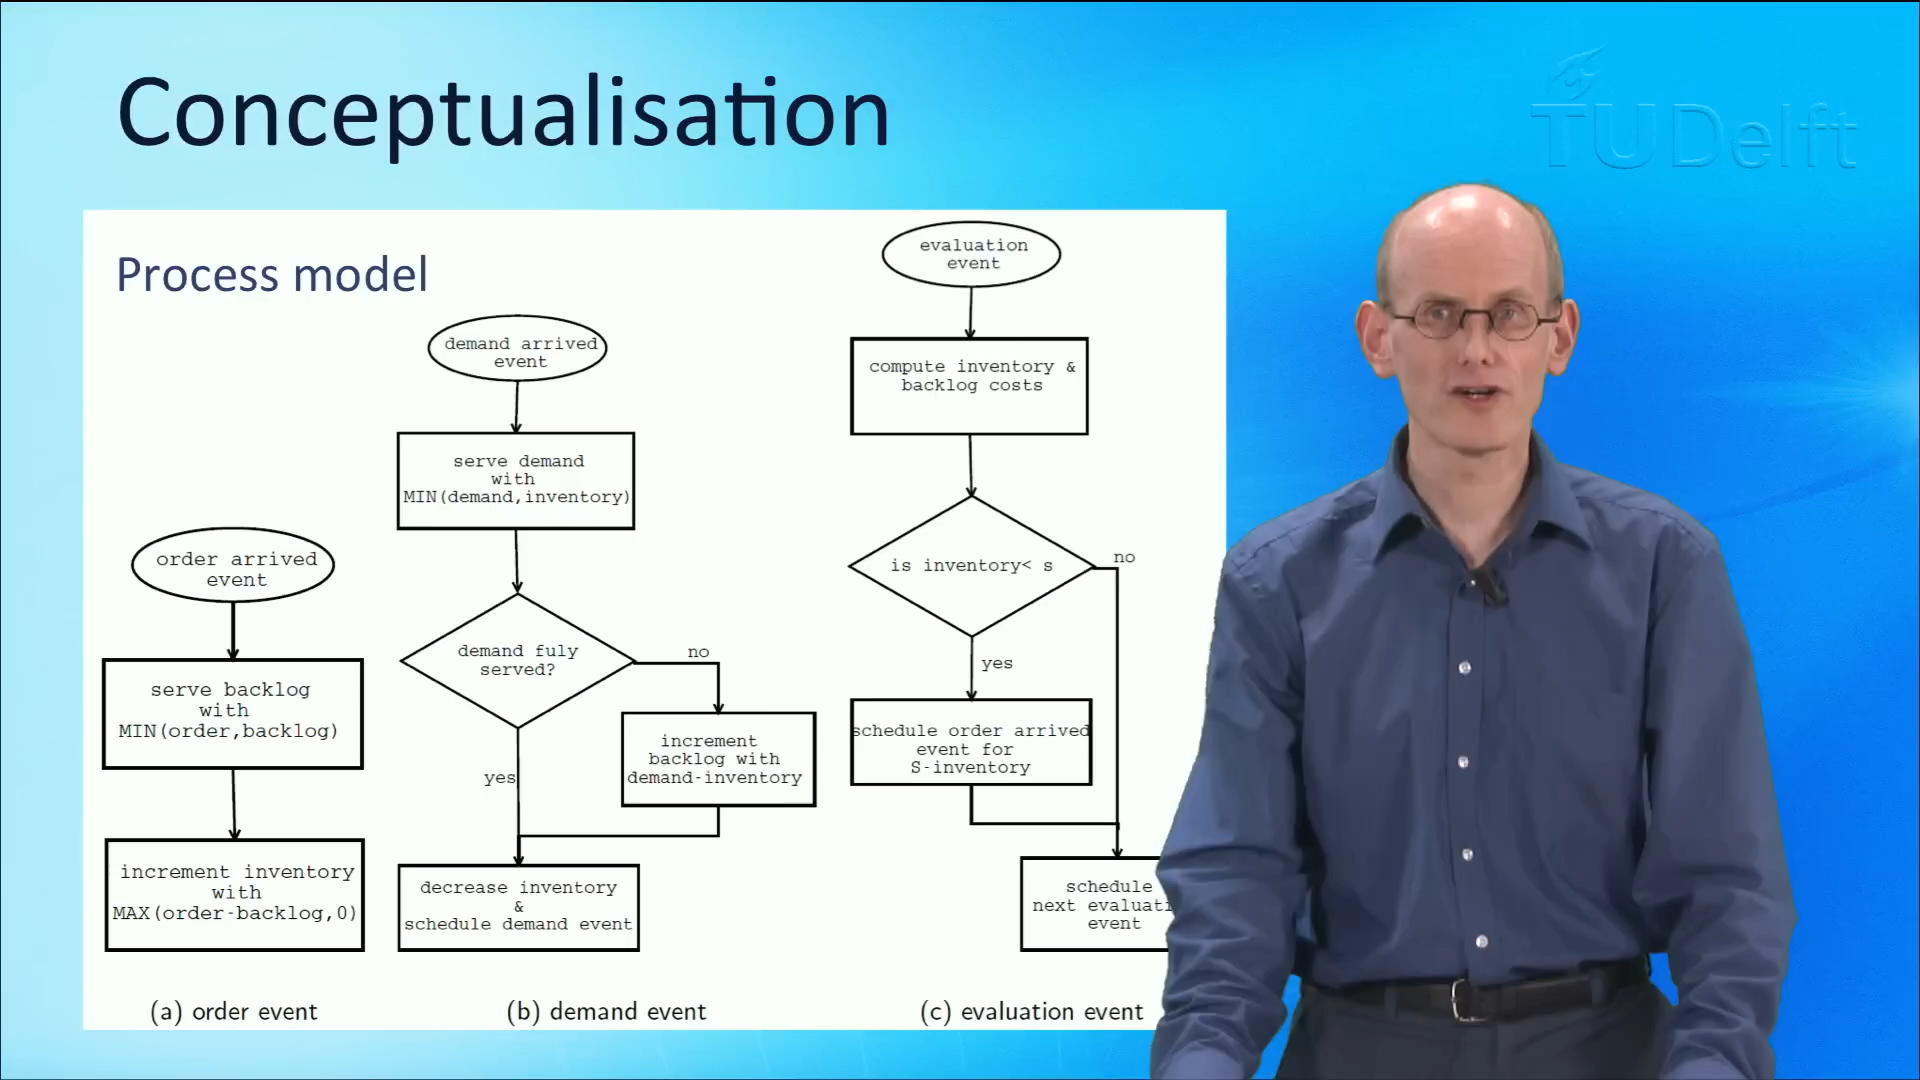 Conceptualisation
TUDelft
Process model
order arrived
event
serve backlog
with
MIN(order,backlog)
increment inventory
with
MAX(order-backlog,0)
(a) order event
demand arrived
event
serve demand
with
MIN(demand,inventory)
demand fuly
served?
no
yes
increment
backlog with
demand-inventory
decrease inventory
&
schedule demand event
(b) demand event
evaluation
event
compute inventory &
backlog costs
is inventory< s
no
yes
schedule order arrived
event for
S-inventory
schedule
next evaluati
event
(c) evaluation event